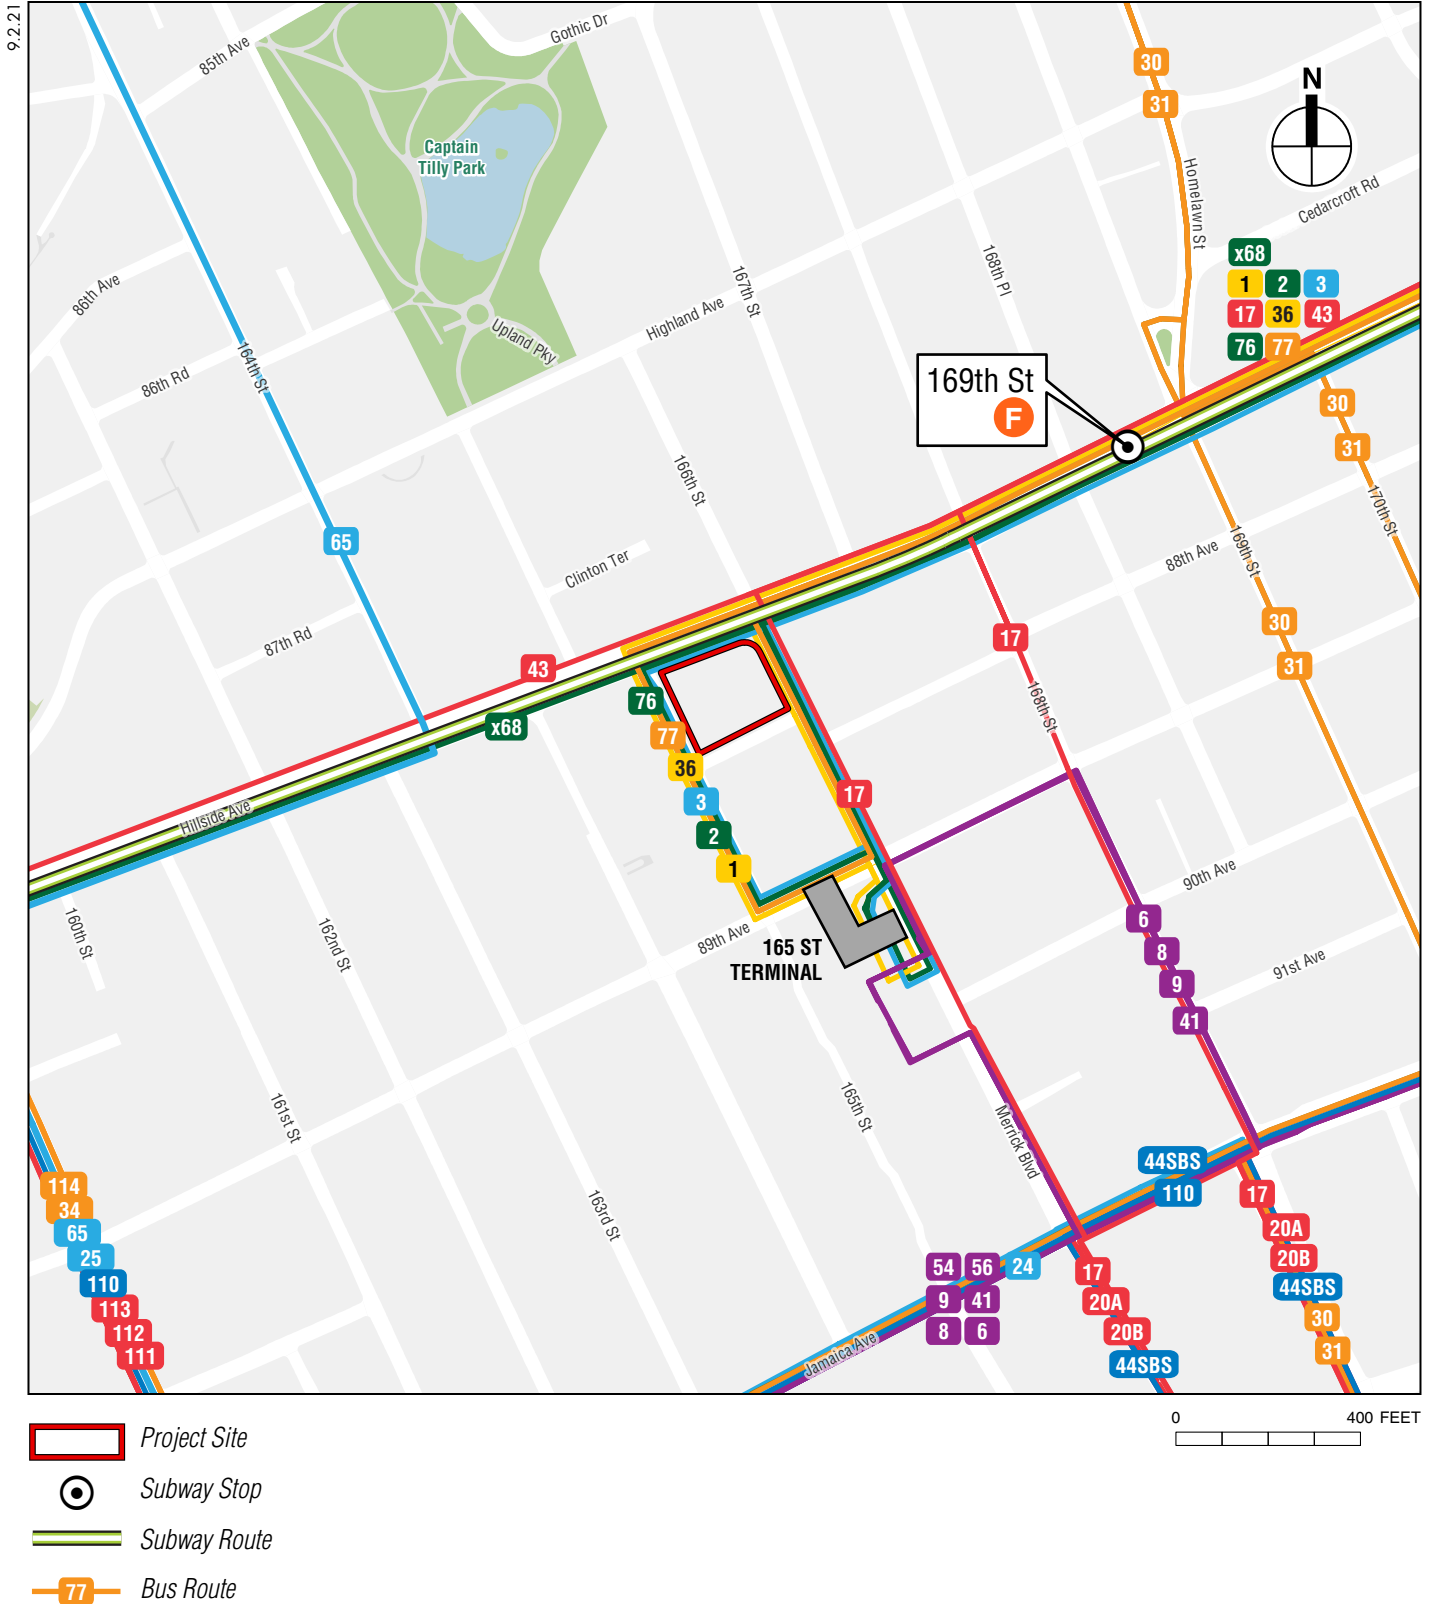 9.2.21
85th Ave
Gothic Dr
30
31
N
Captain
Tilly Park
Homelawn St
Cedarcroft Rd
86th Ave
167th St
168th Pl
x68
1 2 3
17 36 43
76 77
Highland Ave
Upland Pky
164th St
86th Rd
169th St
F
30
31
166th St
170th St
65
Clinton Ter
88th Ave
169th St
87th Rd
30
31
17
43
76
x68
77
36
168th St
3
17
2
1
Hillside Ave
90th Ave
160th St
162nd St
89th Ave
165 ST
TERMINAL
6
8
9
41
91st Ave
161st St
165th St
Merrick Blvd
44SBS
110
163rd St
114
34
65
25
110
113
112
111
17
20A
20B
44SBS
30
31
54 56 24
9 41
8 6
17
20A
20B
44SBS
Jamaica Ave
0 400 FEET
Project Site
Subway Stop
Subway Route
77 Bus Route